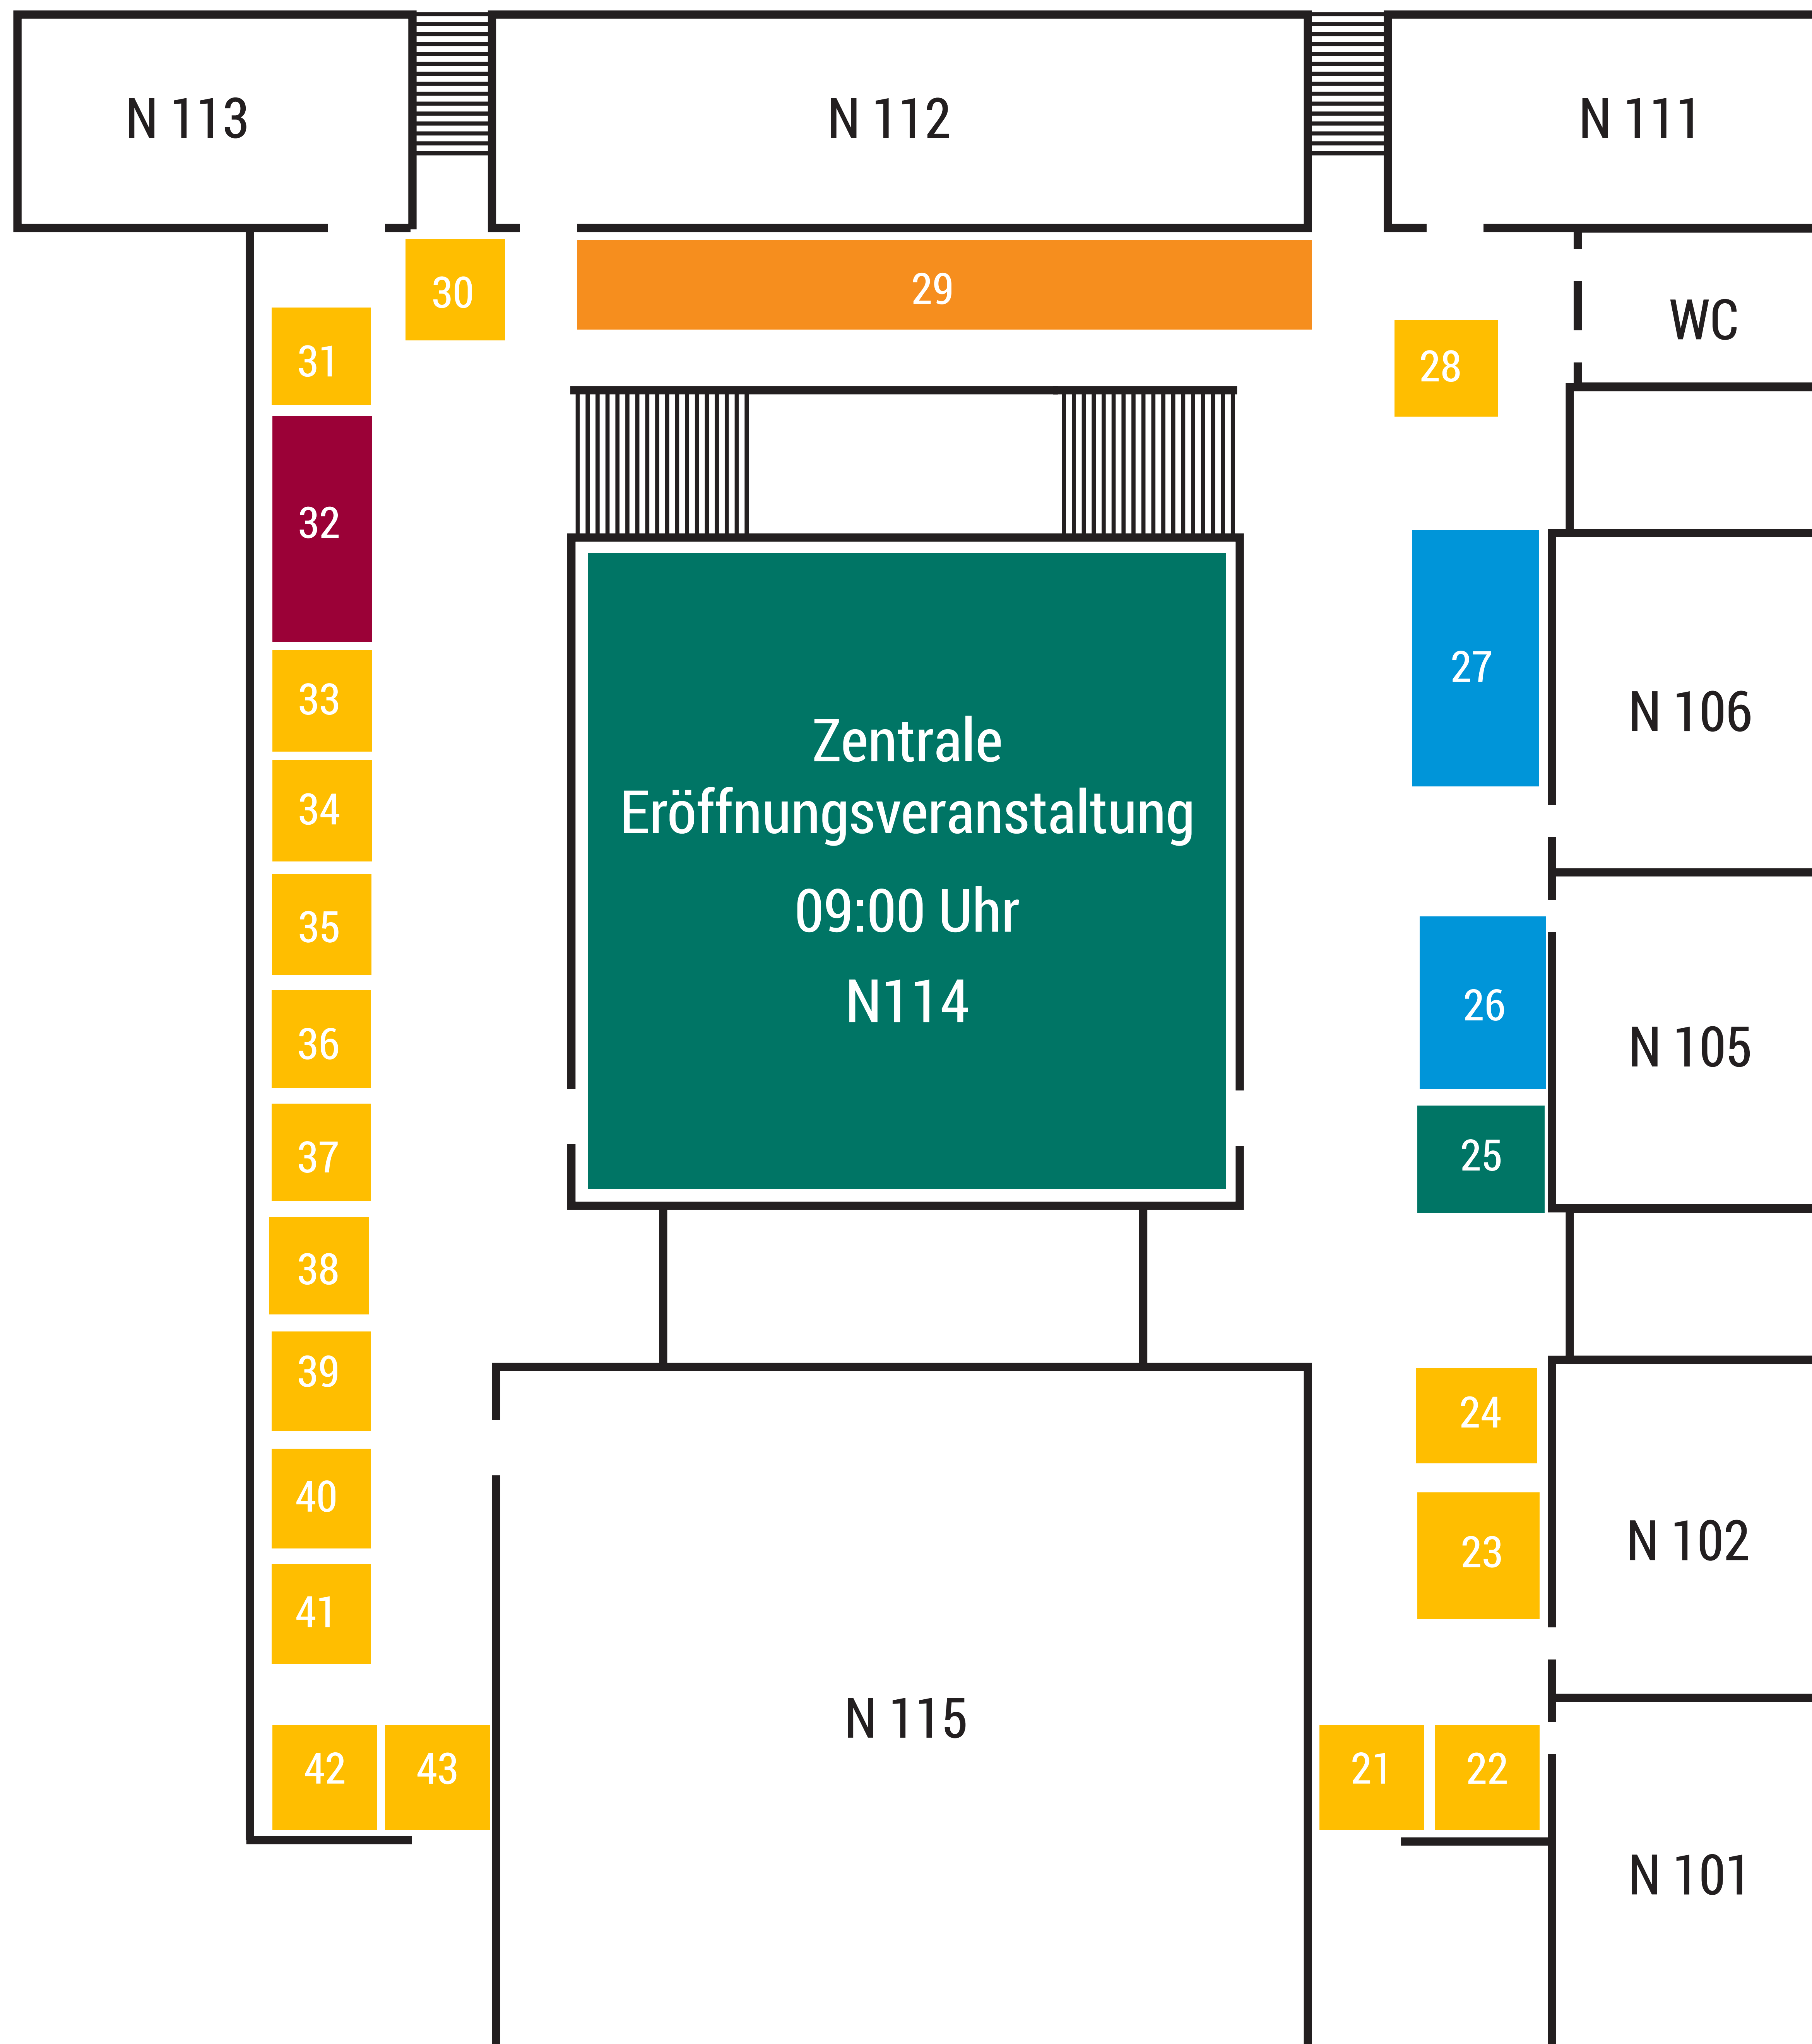 N 113
N 112
N 111
30
29
WC
31
28
32
27
33
N 106
Zentrale
Eröffnungsveranstaltung
09:00 Uhr
N114
34
35
26
36
N 105
37
25
38
39
24
40
23
N 102
41
N 115
42
43
21
22
N 101